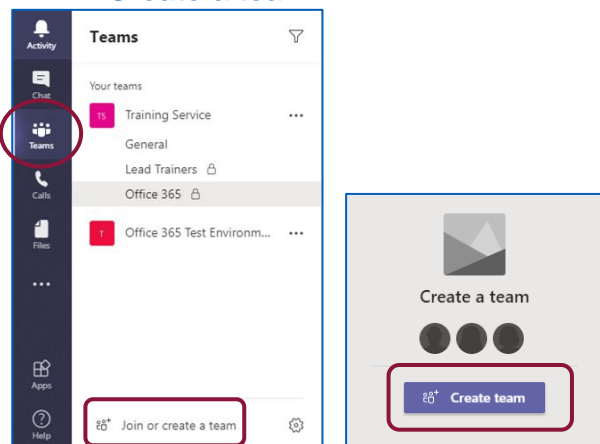 Activity
Chat
Teams
Calls
Files
Apps
Help
Teams
Your teams
TS Training Service
General
Lead Trainers
Office 365
T Office 365 Test Environm...
Join or create a team
Create a team
Create team